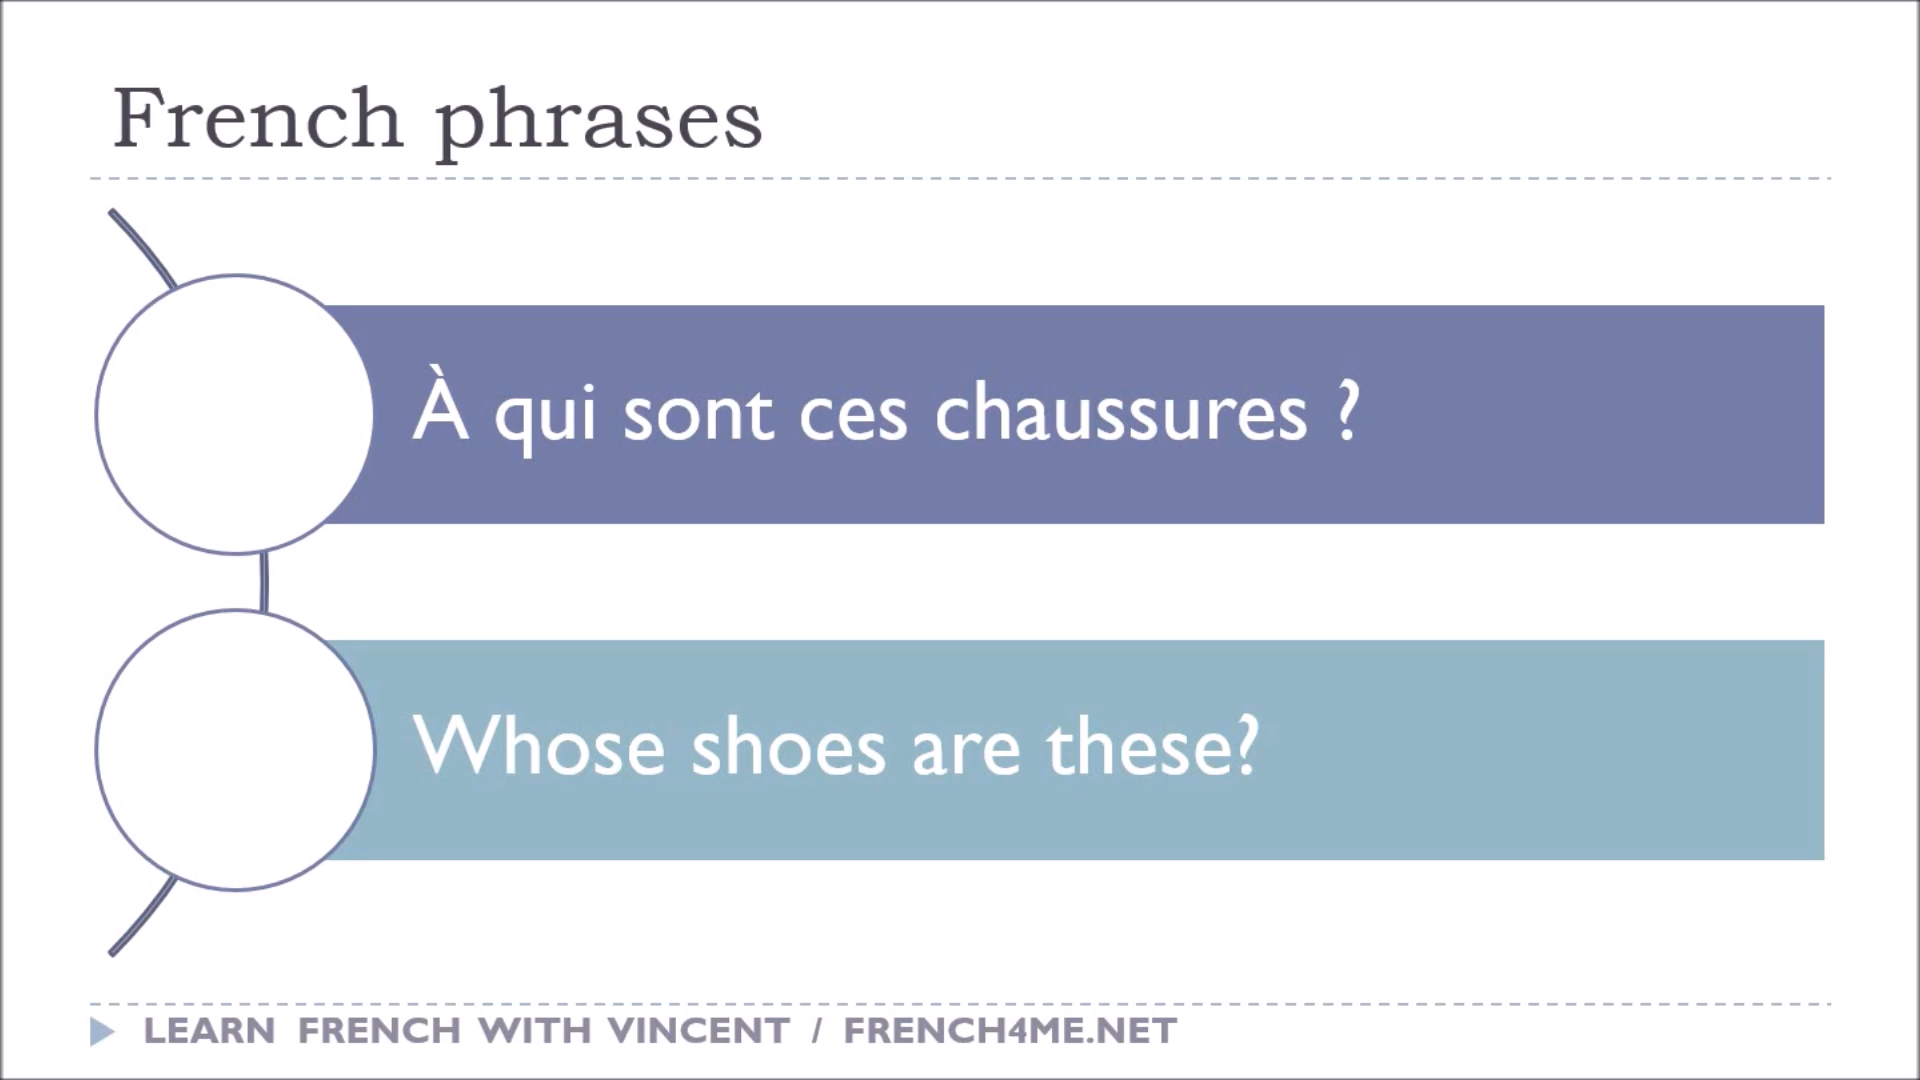 French phrases
À qui sont ces chaussures ?
Whose shoes are these?
LEARN FRENCH WITH VINCENT / FRENCH4ME.NET